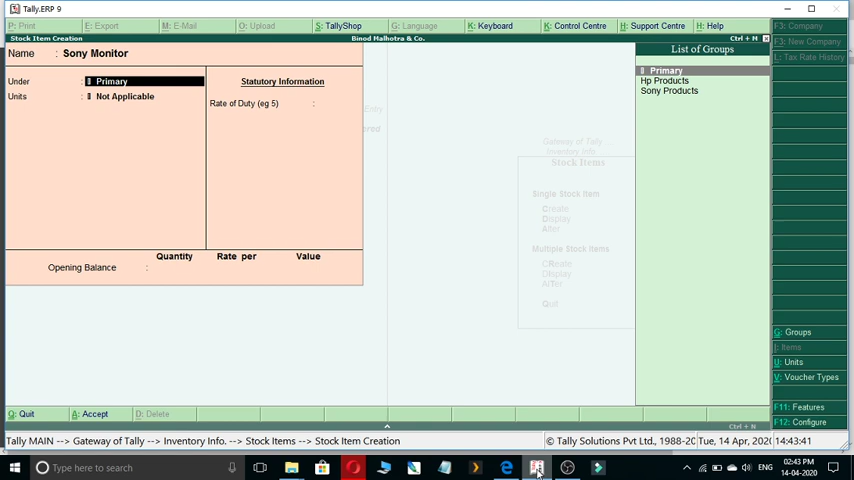 Tally.ERP 9
P: Print
E: Export
M: E-Mail
O: Upload
S: TallyShop
G: Language
K: Keyboard
K: Control Centre
H: Support Centre
H: Help
F3: Company
F3: New Company
L: Tax Rate History
Stock Item Creation
Binod Malhotra & Co.
Ctrl + M
Name : Sony Monitor
Under : Primary
Units : Not Applicable
Statutory Information
Rate of Duty (eg 5) :
Quantity Rate per Value
Opening Balance :
Entry
Gateway of Tally ...
Inventory Info. ...
Stock Items
Single Stock Item
Create
Display
Alter
Multiple Stock Items
CReate
DIsplay
AlTer
Quit
List of Groups
Primary
Hp Products
Sony Products
G: Groups
I: Items
U: Units
V: Voucher Types
F11: Features
F12: Configure
Q: Quit
A: Accept
D: Delete
Ctrl + N
Tally MAIN --> Gateway of Tally --> Inventory Info. --> Stock Items --> Stock Item Creation
© Tally Solutions Pvt Ltd., 1988-20
Tue, 14 Apr, 2020
14:43:41
Type here to search
ENG
02:43 PM
14-04-2020